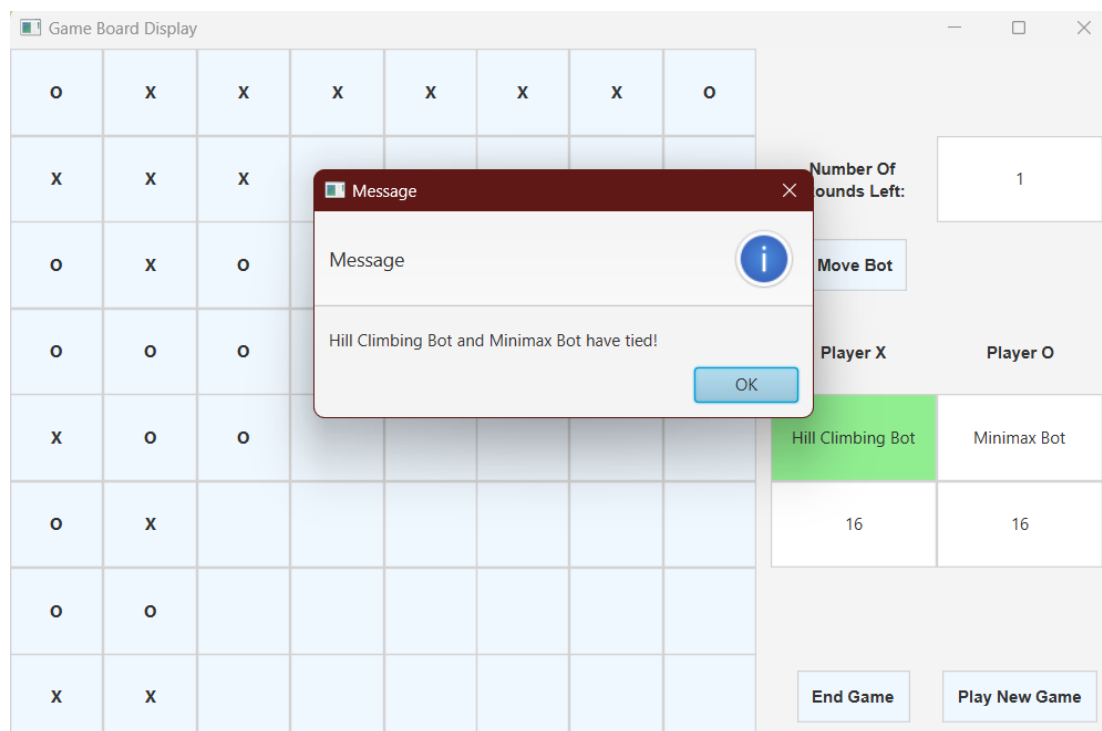 Game Board Display
O X X X X X X O
X X X
Number Of
ounds Left:
1
Message
Message
Hill Climbing Bot and Minimax Bot have tied!
OK
O X O
Move Bot
O O O
Player X Player O
X O O
Hill Climbing Bot Minimax Bot
O X
16 16
O O
X X
End Game Play New Game